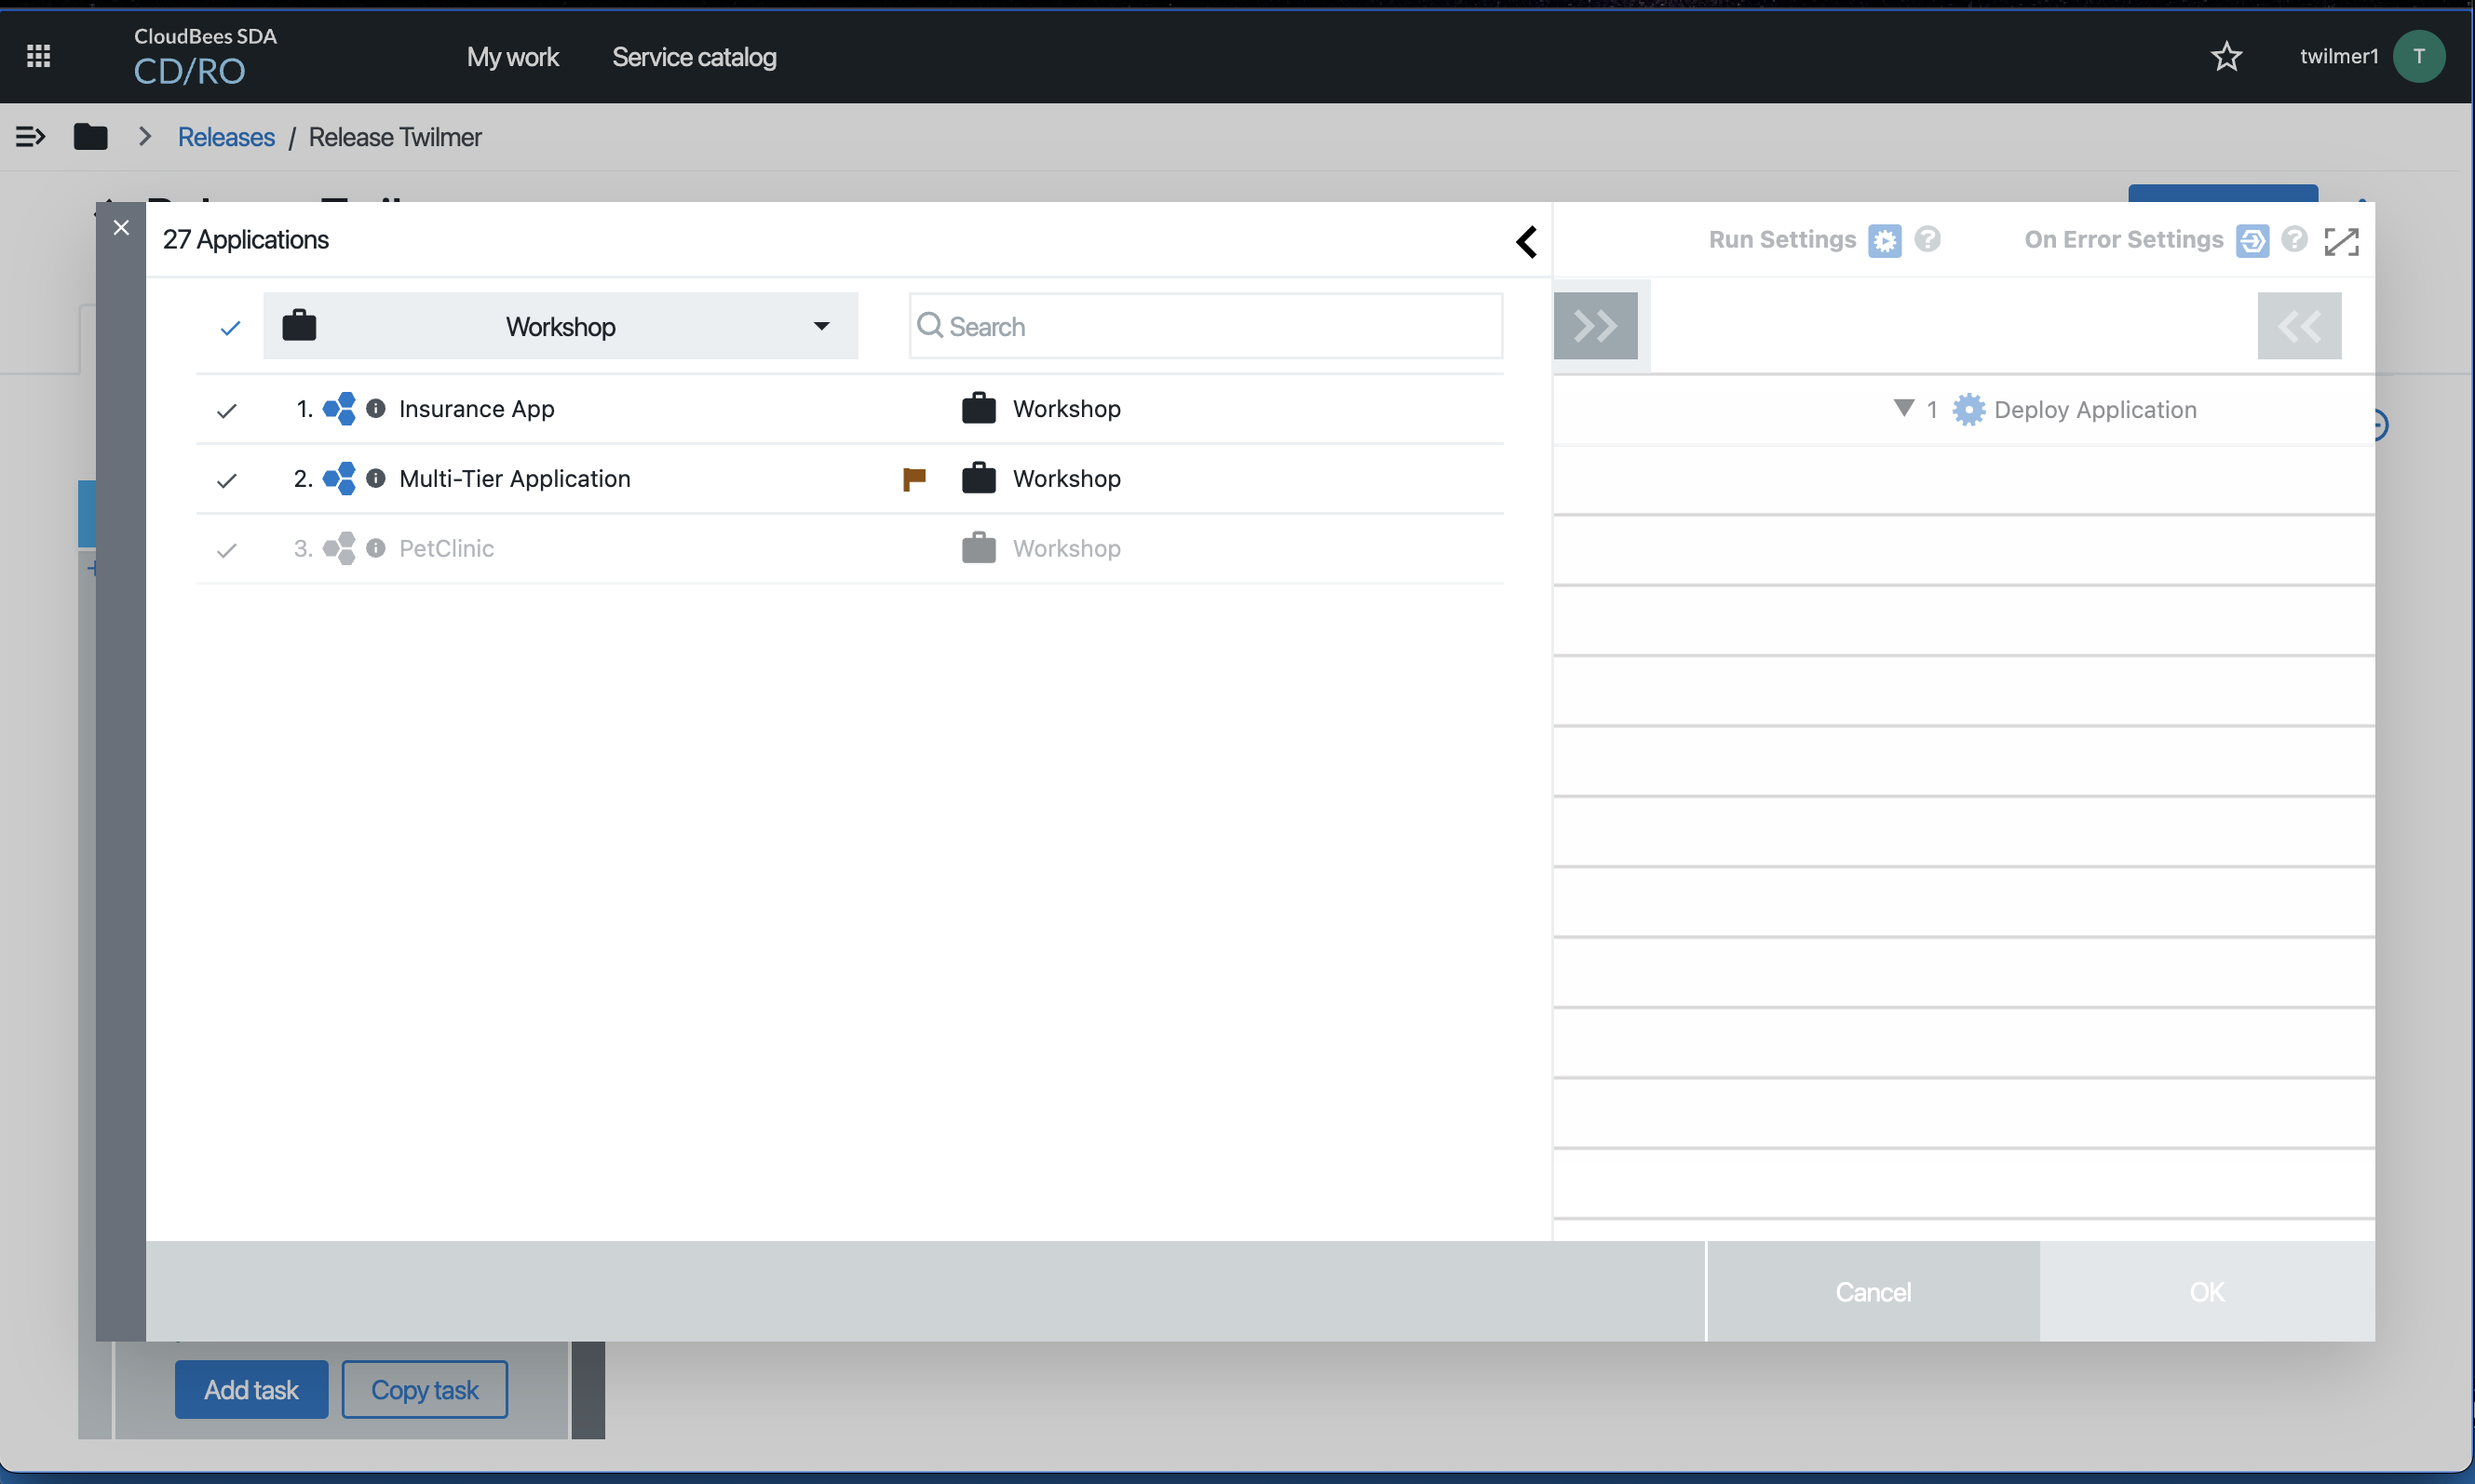 CloudBees SDA
CD/RO
My work
Service catalog
twilmer1
T
Releases / Release Twilmer
27 Applications
Run Settings
On Error Settings
Workshop
Search
1. Insurance App Workshop
2. Multi-Tier Application Workshop
3. PetClinic Workshop
1 Deploy Application
Cancel
OK
Add task
Copy task